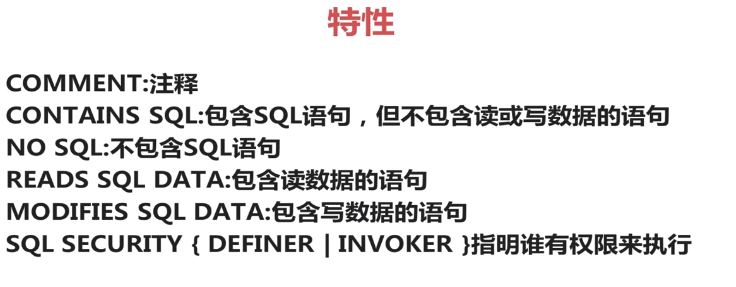 特性
COMMENT:注释
CONTAINS SQL:包含SQL语句，但不包含读或写数据的语句
NO SQL:不包含SQL语句
READS SQL DATA:包含读数据的语句
MODIFIES SQL DATA:包含写数据的语句
SQL SECURITY { DEFINER | INVOKER }指明谁有权限来执行